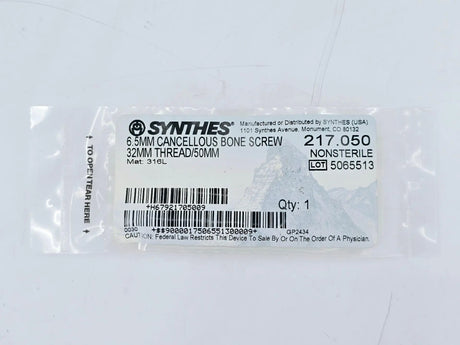 SYNTHES®
Manufactured or Distributed by SYNTHES (USA)
1101 Synthes Avenue, Monument, CO 80132
6.5MM CANCELLOUS BONE SCREW
32MM THREAD/50MM
Mat: 316L
217.050
NONSTERILE
LOT 5065513
Qty: 1
+H67921705009
0030
+$$9000017506551300009+
GP2434
CAUTION: Federal Law Restricts This Device To Sale By Or On The Order Of A Physician.
↑ TO OPEN TEAR HERE ↑